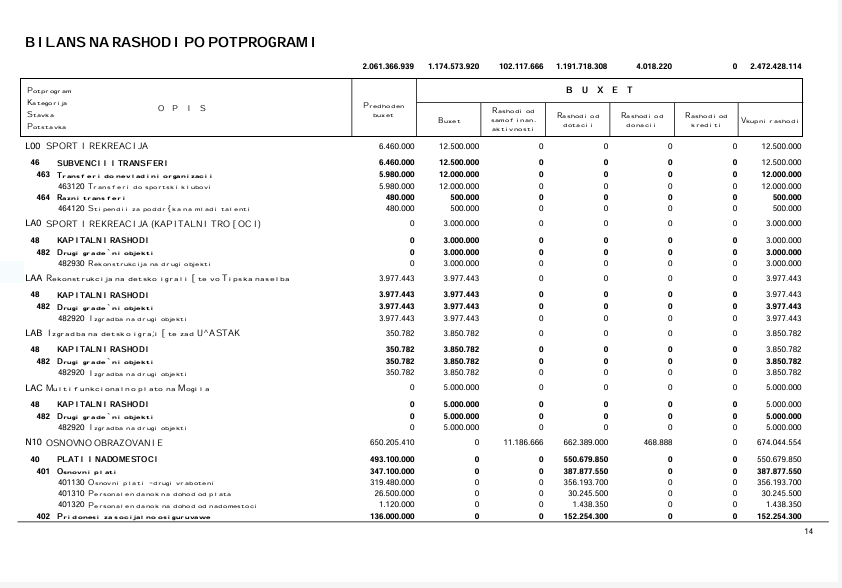 BILANS NA RASHODI PO POTPROGRAMI
2.061.366.939 1.174.573.920 102.117.666 1.191.718.308 4.018.220 0 2.472.428.114
Potprogram
Kategorija
Stavka
Potstavka
O P I S
Predhoden buxet
B U X E T
Buxet
Rashodi od samofinan. aktivnosti
Rashodi od dotacii
Rashodi od donacii
Rashodi od krediti
Vkupni rashodi
L00 SPORT I REKREACIJA 6.460.000 12.500.000 0 0 0 0 12.500.000
46 SUBVENCII I TRANSFERI 6.460.000 12.500.000 0 0 0 0 12.500.000
463 Transferi do nevladini organizacii 5.980.000 12.000.000 0 0 0 0 12.000.000
463120 Transferi do sportski klubovi 5.980.000 12.000.000 0 0 0 0 12.000.000
464 Razni transferi 480.000 500.000 0 0 0 0 500.000
464120 Stipendii za poddr{ka na mladi talenti 480.000 500.000 0 0 0 0 500.000
LA0 SPORT I REKREACIJA (KAPITALNI TRO[OCI) 0 3.000.000 0 0 0 0 3.000.000
48 KAPITALNI RASHODI 0 3.000.000 0 0 0 0 3.000.000
482 Drugi grade`ni objekti 0 3.000.000 0 0 0 0 3.000.000
482930 Rekonstrukcija na drugi objekti 0 3.000.000 0 0 0 0 3.000.000
LAA Rekonstrukcija na detsko igrali[te vo Tipska naselba 3.977.443 3.977.443 0 0 0 0 3.977.443
48 KAPITALNI RASHODI 3.977.443 3.977.443 0 0 0 0 3.977.443
482 Drugi grade`ni objekti 3.977.443 3.977.443 0 0 0 0 3.977.443
482920 Izgradba na drugi objekti 3.977.443 3.977.443 0 0 0 0 3.977.443
LAB Izgradba na detsko igra;i[te zad U^ASTAK 350.782 3.850.782 0 0 0 0 3.850.782
48 KAPITALNI RASHODI 350.782 3.850.782 0 0 0 0 3.850.782
482 Drugi grade`ni objekti 350.782 3.850.782 0 0 0 0 3.850.782
482920 Izgradba na drugi objekti 350.782 3.850.782 0 0 0 0 3.850.782
LAC Multifunkcionalno plato na Mogila 0 5.000.000 0 0 0 0 5.000.000
48 KAPITALNI RASHODI 0 5.000.000 0 0 0 0 5.000.000
482 Drugi grade`ni objekti 0 5.000.000 0 0 0 0 5.000.000
482920 Izgradba na drugi objekti 0 5.000.000 0 0 0 0 5.000.000
N10 OSNOVNO OBRAZOVANIE 650.205.410 0 11.186.666 662.389.000 468.888 0 674.044.554
40 PLATI I NADOMESTOCI 493.100.000 0 0 550.679.850 0 0 550.679.850
401 Osnovni plati 347.100.000 0 0 387.877.550 0 0 387.877.550
401130 Osnovni plati -drugi vraboteni 319.480.000 0 0 356.193.700 0 0 356.193.700
401310 Personalen danok na dohod od plata 26.500.000 0 0 30.245.500 0 0 30.245.500
401320 Personalen danok na dohod od nadomestoci 1.120.000 0 0 1.438.350 0 0 1.438.350
402 Pridonesi za socijalno osiguruvawe 136.000.000 0 0 152.254.300 0 0 152.254.300
14